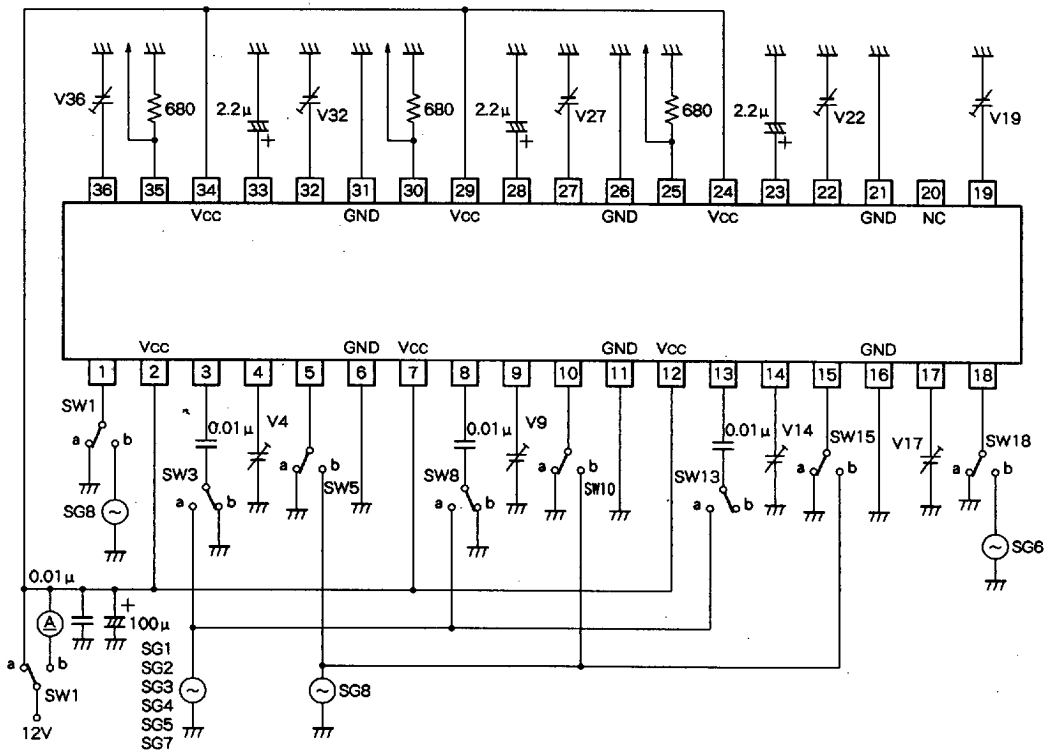 V36
680
2.2μ
+
V32
680
2.2μ
+
V27
680
2.2μ
+
V22
V19
36 35 34 33 32 31 30 29 28 27 26 25 24 23 22 21 20 19
VCC GND VCC GND VCC GND NC
VCC GND VCC GND VCC GND
1 2 3 4 5 6 7 8 9 10 11 12 13 14 15 16 17 18
SW1
a b
SG8
0.01μ
SW3
a b
V4
a b
SW5
0.01μ
SW8
a b
V9
a b
SW10
0.01μ
SW13
a b
V14
SW15
a b
V17
SW18
a b
SG6
0.01μ
A
+
100μ
a b
SW1
12V
SG1
SG2
SG3
SG4
SG5
SG7
~
SG8